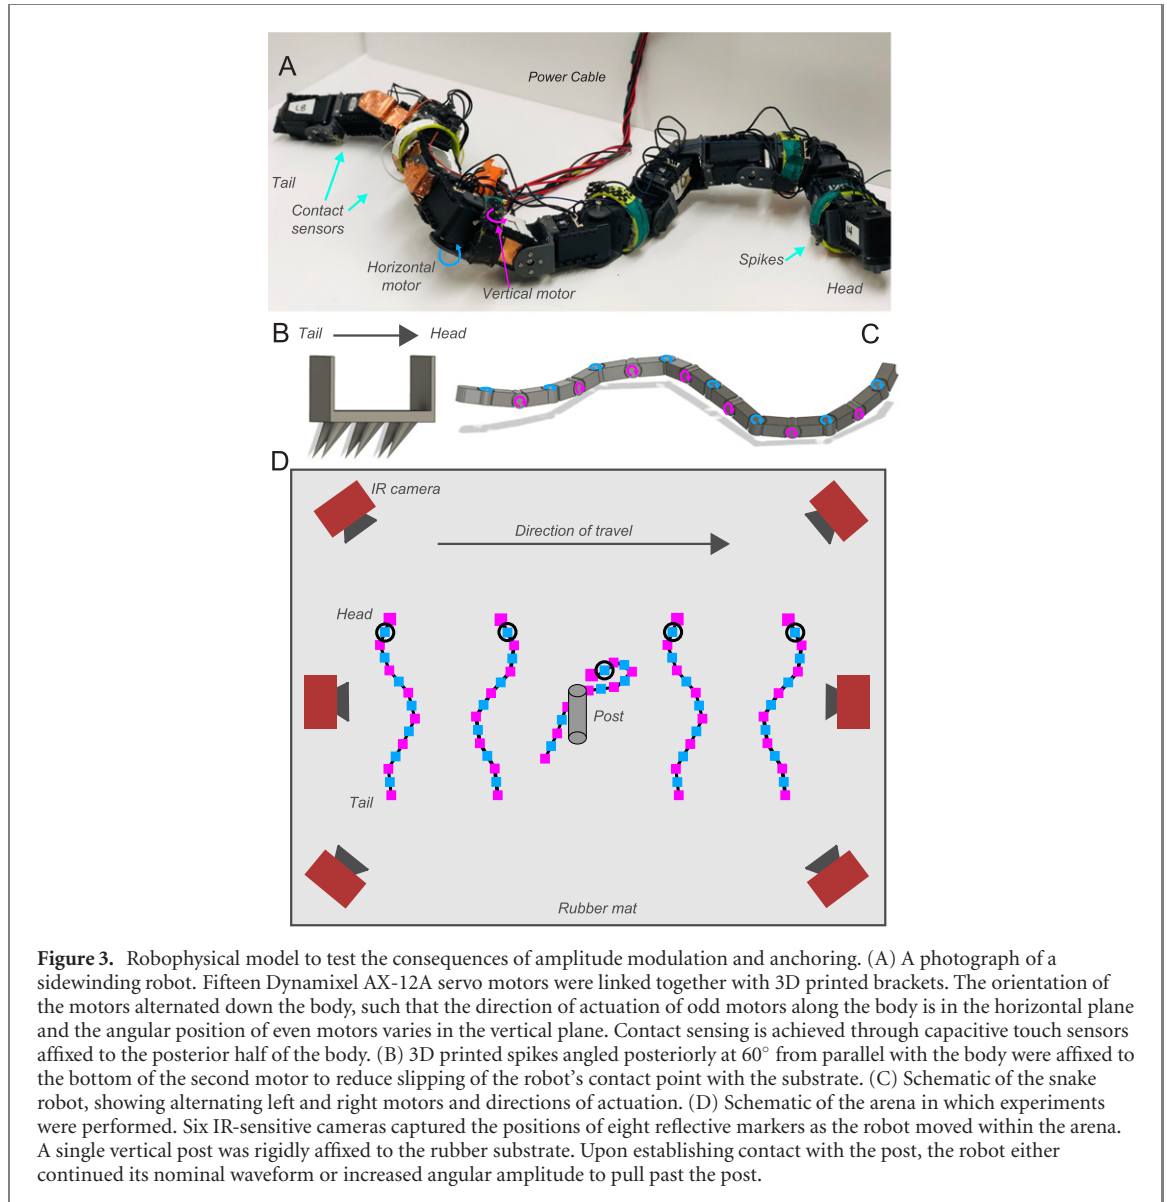 A
Power Cable
L8
Tail
Contact
sensors
Horizontal
motor
Vertical motor
Spikes
Head
B
Tail
Head
C
D
IR camera
Direction of travel
Head
Post
Tail
Rubber mat
Figure 3. Robophysical model to test the consequences of amplitude modulation and anchoring. (A) A photograph of a
sidewinding robot. Fifteen Dynamixel AX-12A servo motors were linked together with 3D printed brackets. The orientation of
the motors alternated down the body, such that the direction of actuation of odd motors along the body is in the horizontal plane
and the angular position of even motors varies in the vertical plane. Contact sensing is achieved through capacitive touch sensors
affixed to the posterior half of the body. (B) 3D printed spikes angled posteriorly at 60° from parallel with the body were affixed to
the bottom of the second motor to reduce slipping of the robot's contact point with the substrate. (C) Schematic of the snake
robot, showing alternating left and right motors and directions of actuation. (D) Schematic of the arena in which experiments
were performed. Six IR-sensitive cameras captured the positions of eight reflective markers as the robot moved within the arena.
A single vertical post was rigidly affixed to the rubber substrate. Upon establishing contact with the post, the robot either
continued its nominal waveform or increased angular amplitude to pull past the post.